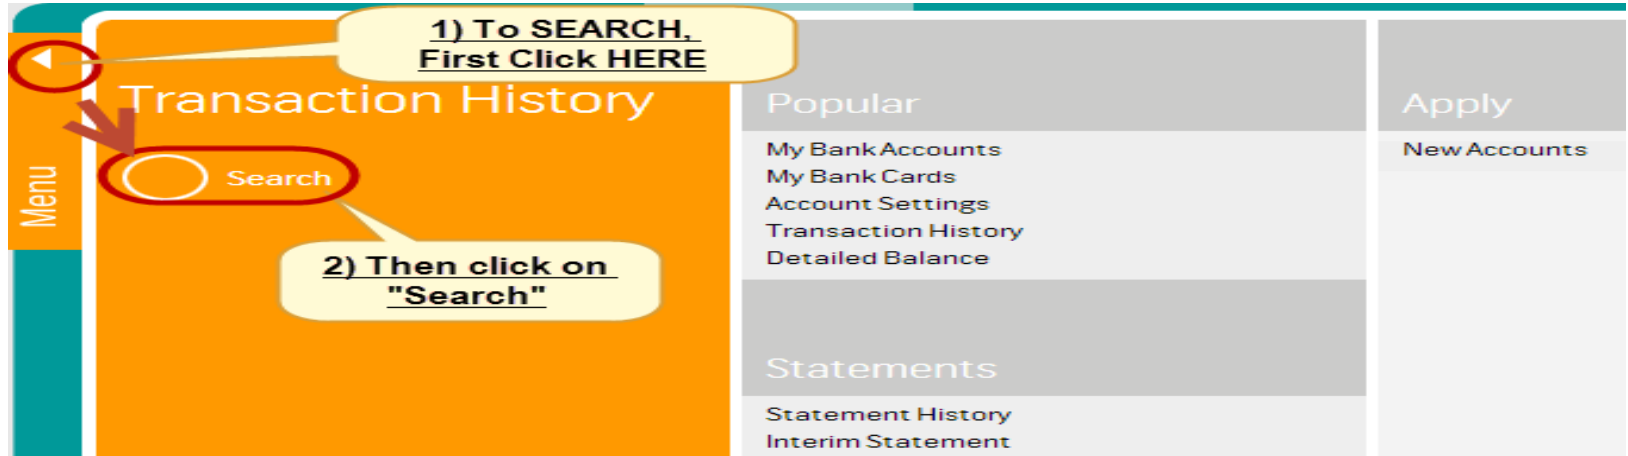 1) To SEARCH,
First Click HERE
Transaction History
Menu
Search
2) Then click on
"Search"
Popular
My Bank Accounts
My Bank Cards
Account Settings
Transaction History
Detailed Balance
Statements
Statement History
Interim Statement
Apply
New Accounts